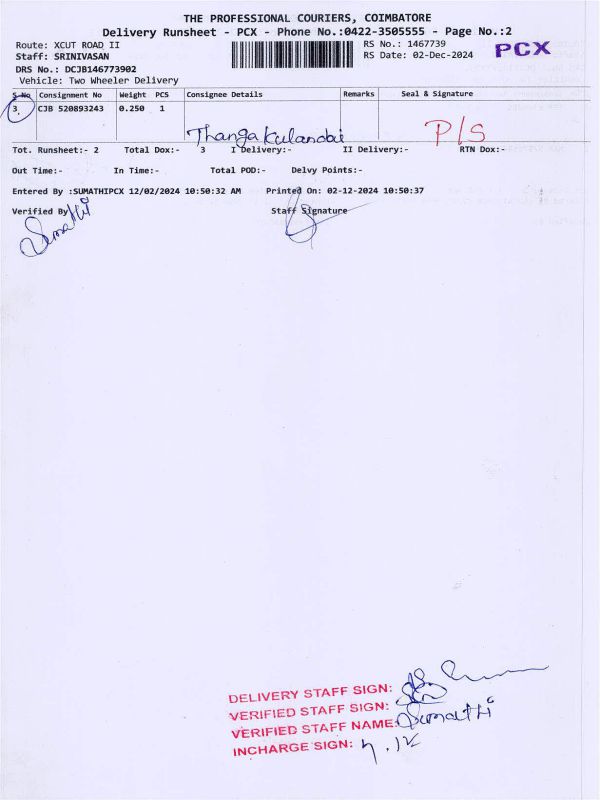 THE PROFESSIONAL COURIERS, COIMBATORE
Delivery Runsheet - PCX - Phone No.:0422-3505555 - Page No.:2
Route: XCUT ROAD II RS No.: 1467739 PCX
Staff: SRINIVASAN RS Date: 02-Dec-2024
DRS No.: DCJB146773902
Vehicle: Two Wheeler Delivery
S No Consignment No Weight PCS Consignee Details Remarks Seal & Signature
3. CJB 520893243 0.250 1
Thangakulandai P/S
Tot. Runsheet:- 2 Total Dox:- 3 I Delivery:- II Delivery:- RTN Dox:-
Out Time:- In Time:- Total POD:- Delvy Points:-
Entered By :SUMATHIPCX 12/02/2024 10:50:32 AM Printed On: 02-12-2024 10:50:37
Verified By Staff Signature
Sumathi
DELIVERY STAFF SIGN:
VERIFIED STAFF SIGN:
VERIFIED STAFF NAME: Sumathi
INCHARGE SIGN: